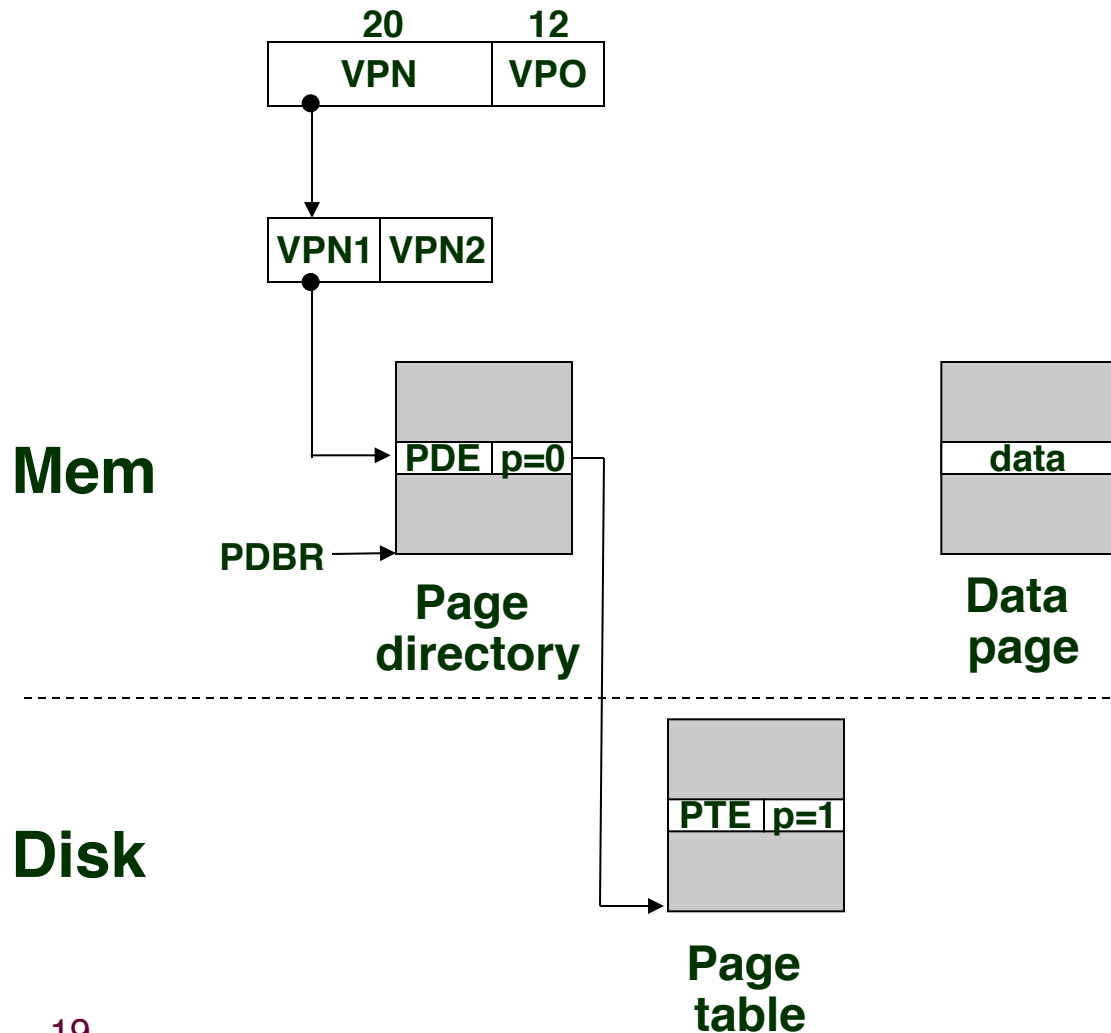 20 12
VPN VPO
VPN1 VPN2
Mem
PDE p=0
data
PDBR
Page
directory
Data
page
Disk
PTE p=1
Page
table
19